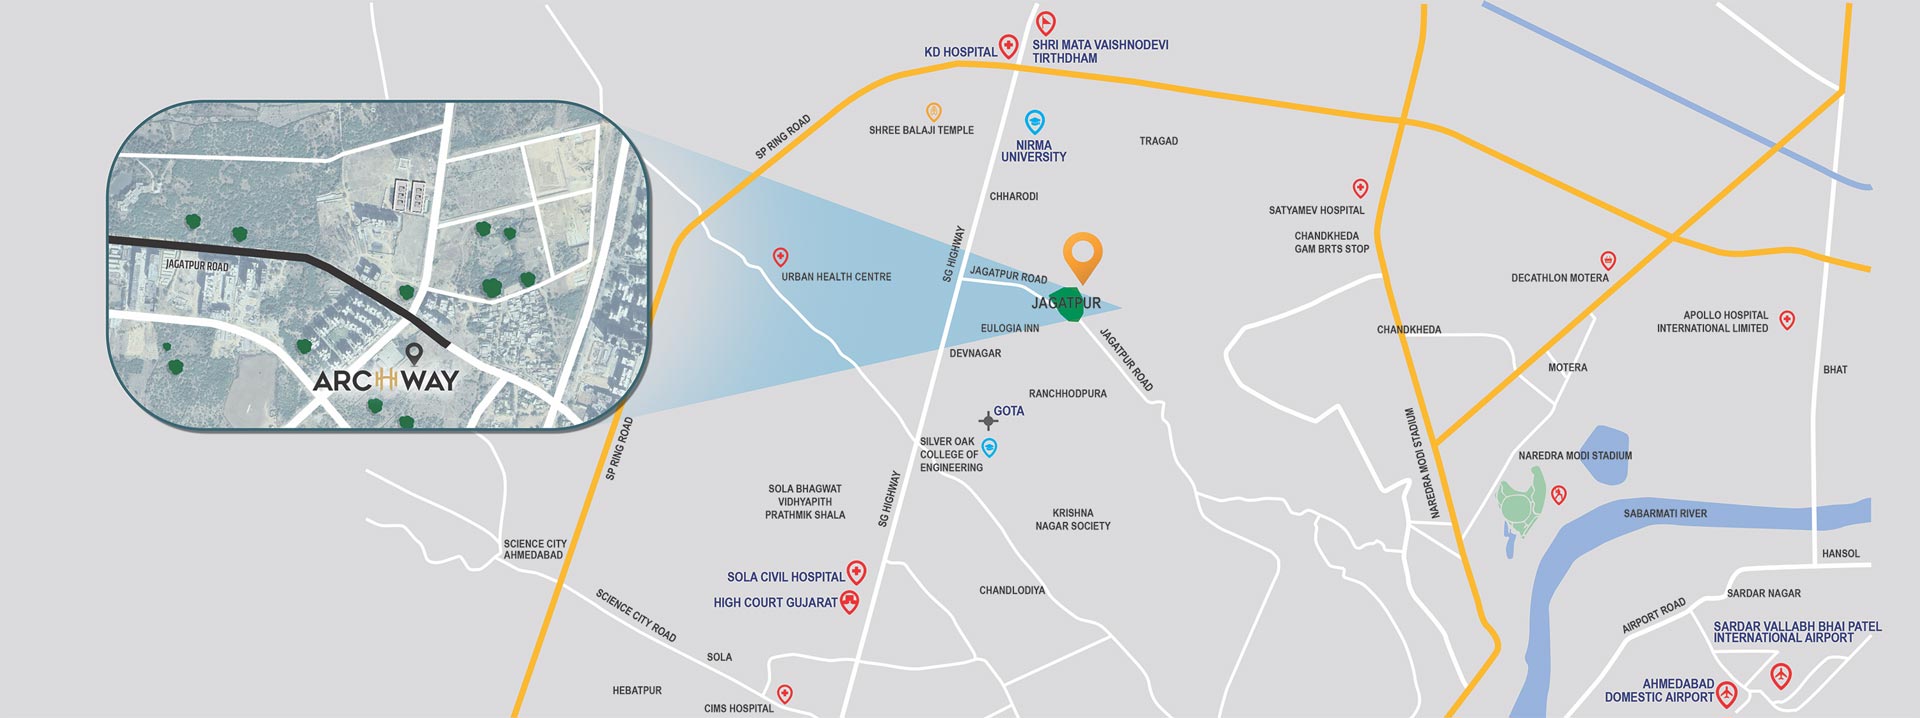 KD HOSPITAL
SHRI MATA VAISHNODEVI
TIRTHDHAM
SP RING ROAD
SHREE BALAJI TEMPLE
NIRMA
UNIVERSITY
TRAGAD
CHHARODI
SATYAMEV HOSPITAL
CHANDKHEDA
GAM BRTS STOP
SG HIGHWAY
JAGATPUR ROAD
URBAN HEALTH CENTRE
JAGATPUR ROAD
DECATHLON MOTERA
JAGATPUR
APOLLO HOSPITAL
INTERNATIONAL LIMITED
EULOGIA INN
CHANDKHEDA
DEVNAGAR
JAGATPUR ROAD
MOTERA
BHAT
ARCHWAY
RANCHHODPURA
GOTA
SP RING ROAD
NAREDRA MODI STADIUM
SILVER OAK
COLLEGE OF
ENGINEERING
NAREDRA MODI STADIUM
SOLA BHAGWAT
VIDHYAPITH
PRATHMIK SHALA
SG HIGHWAY
KRISHNA
NAGAR SOCIETY
SABARMATI RIVER
SCIENCE CITY
AHMEDABAD
HANSOL
SOLA CIVIL HOSPITAL
HIGH COURT GUJARAT
CHANDLODIYA
SARDAR NAGAR
SCIENCE CITY ROAD
AIRPORT ROAD
SARDAR VALLABH BHAI PATEL
INTERNATIONAL AIRPORT
SOLA
HEBATPUR
CIMS HOSPITAL
AHMEDABAD
DOMESTIC AIRPORT